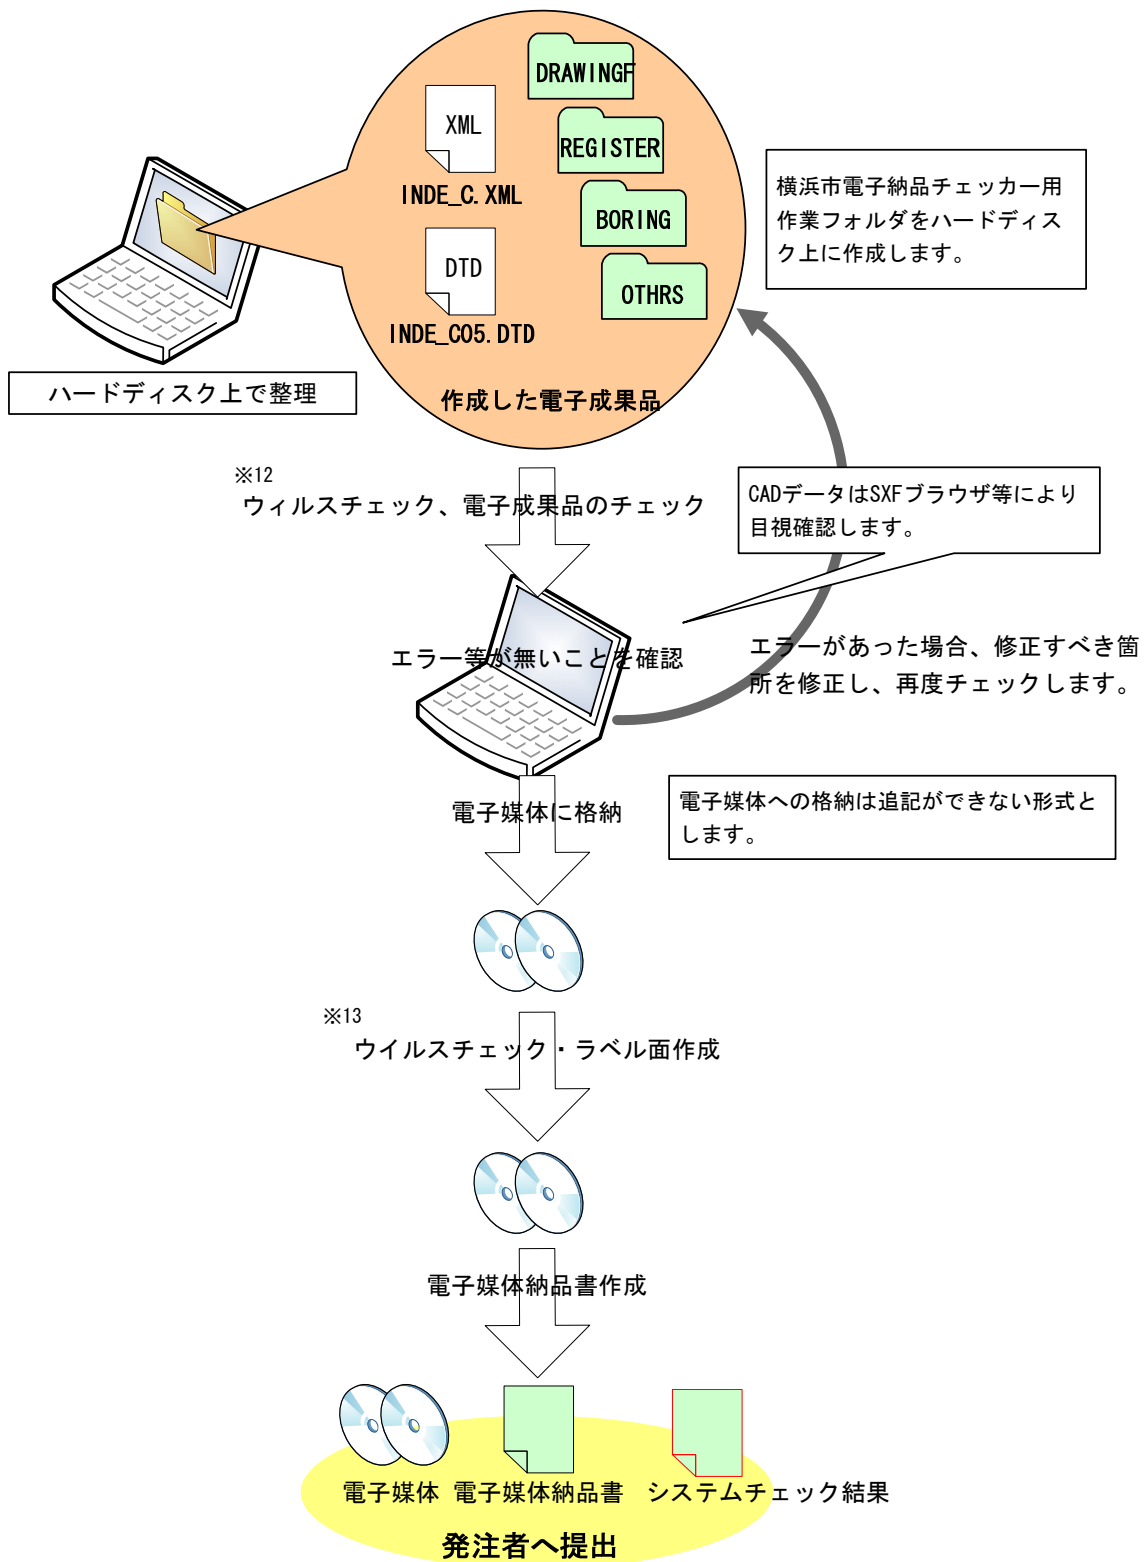 DRAWINGF
XML
REGISTER
INDE_C.XML
BORING
DTD
OTHRS
INDE_C05.DTD
作成した電子成果品
ハードディスク上で整理
横浜市電子納品チェッカー用
作業フォルダをハードディス
ク上に作成します。
※12
ウィルスチェック、電子成果品のチェック
CADデータはSXFブラウザ等により
目視確認します。
エラー等が無いことを確認
エラーがあった場合、修正すべき箇
所を修正し、再度チェックします。
電子媒体に格納
電子媒体への格納は追記ができない形式と
します。
※13
ウイルスチェック・ラベル面作成
電子媒体納品書作成
電子媒体 電子媒体納品書 システムチェック結果
発注者へ提出